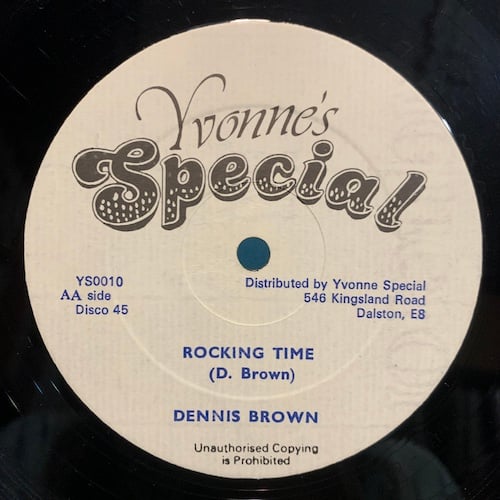 Yvonne's
Special
YS0010
AA side
Disco 45
Distributed by Yvonne Special
546 Kingsland Road
Dalston, E8
ROCKING TIME
(D. Brown)
DENNIS BROWN
Unauthorised Copying
is Prohibited